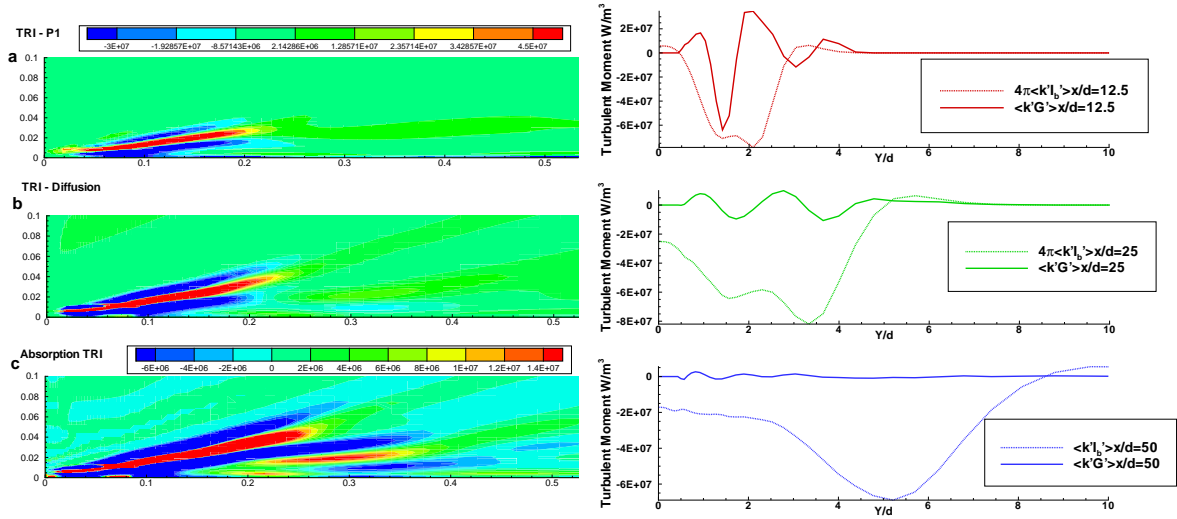 TRI - P1
-3E+07 -1.92857E+07 -8.57143E+06 2.14286E+06 1.28571E+07 2.35714E+07 3.42857E+07 4.5E+07
a
0.1
0.08
0.06
0.04
0.02
0
0 0.1 0.2 0.3 0.4 0.5
TRI - Diffusion
b
0.1
0.08
0.06
0.04
0.02
0
0 0.1 0.2 0.3 0.4 0.5
Absorption TRI
c
-6E+06 -4E+06 -2E+06 0 2E+06 4E+06 6E+06 8E+06 1E+07 1.2E+07 1.4E+07
0.1
0.08
0.06
0.04
0.02
0
0 0.1 0.2 0.3 0.4 0.5
Turbulent Moment W/m³
2E+07
0
-2E+07
-4E+07
-6E+07
0 2 4 6 8 10
Y/d
4π<k'I_b'>x/d=12.5
<k'G'>x/d=12.5
Turbulent Moment W/m³
0
-2E+07
-4E+07
-6E+07
-8E+07
0 2 4 6 8 10
Y/d
4π<k'I_b'>x/d=25
<k'G'>x/d=25
Turbulent Moment W/m³
0
-2E+07
-4E+07
-6E+07
0 2 4 6 8 10
Y/d
<k'I_b'>x/d=50
<k'G'>x/d=50